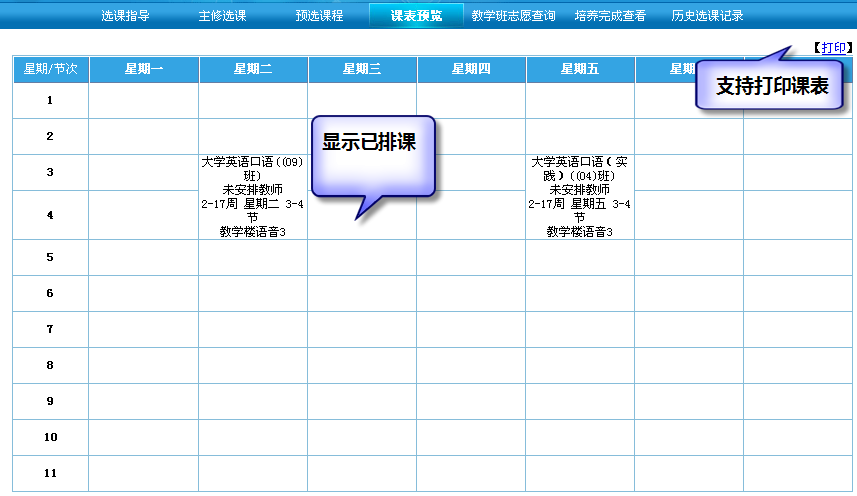 选课指导 主修选课 预选课程 课表预览 教学班志愿查询 培养完成查看 历史选课记录
【打印】
星期/节次 星期一 星期二 星期三 星期四 星期五 星期
支持打印课表
1
显示已排课
2
3
大学英语口语((09)
班)
未安排教师
2-17周 星期二 3-4
节
教学楼语音3
大学英语口语(实
践)((04)班)
未安排教师
2-17周 星期五 3-4
节
教学楼语音3
4
5
6
7
8
9
10
11